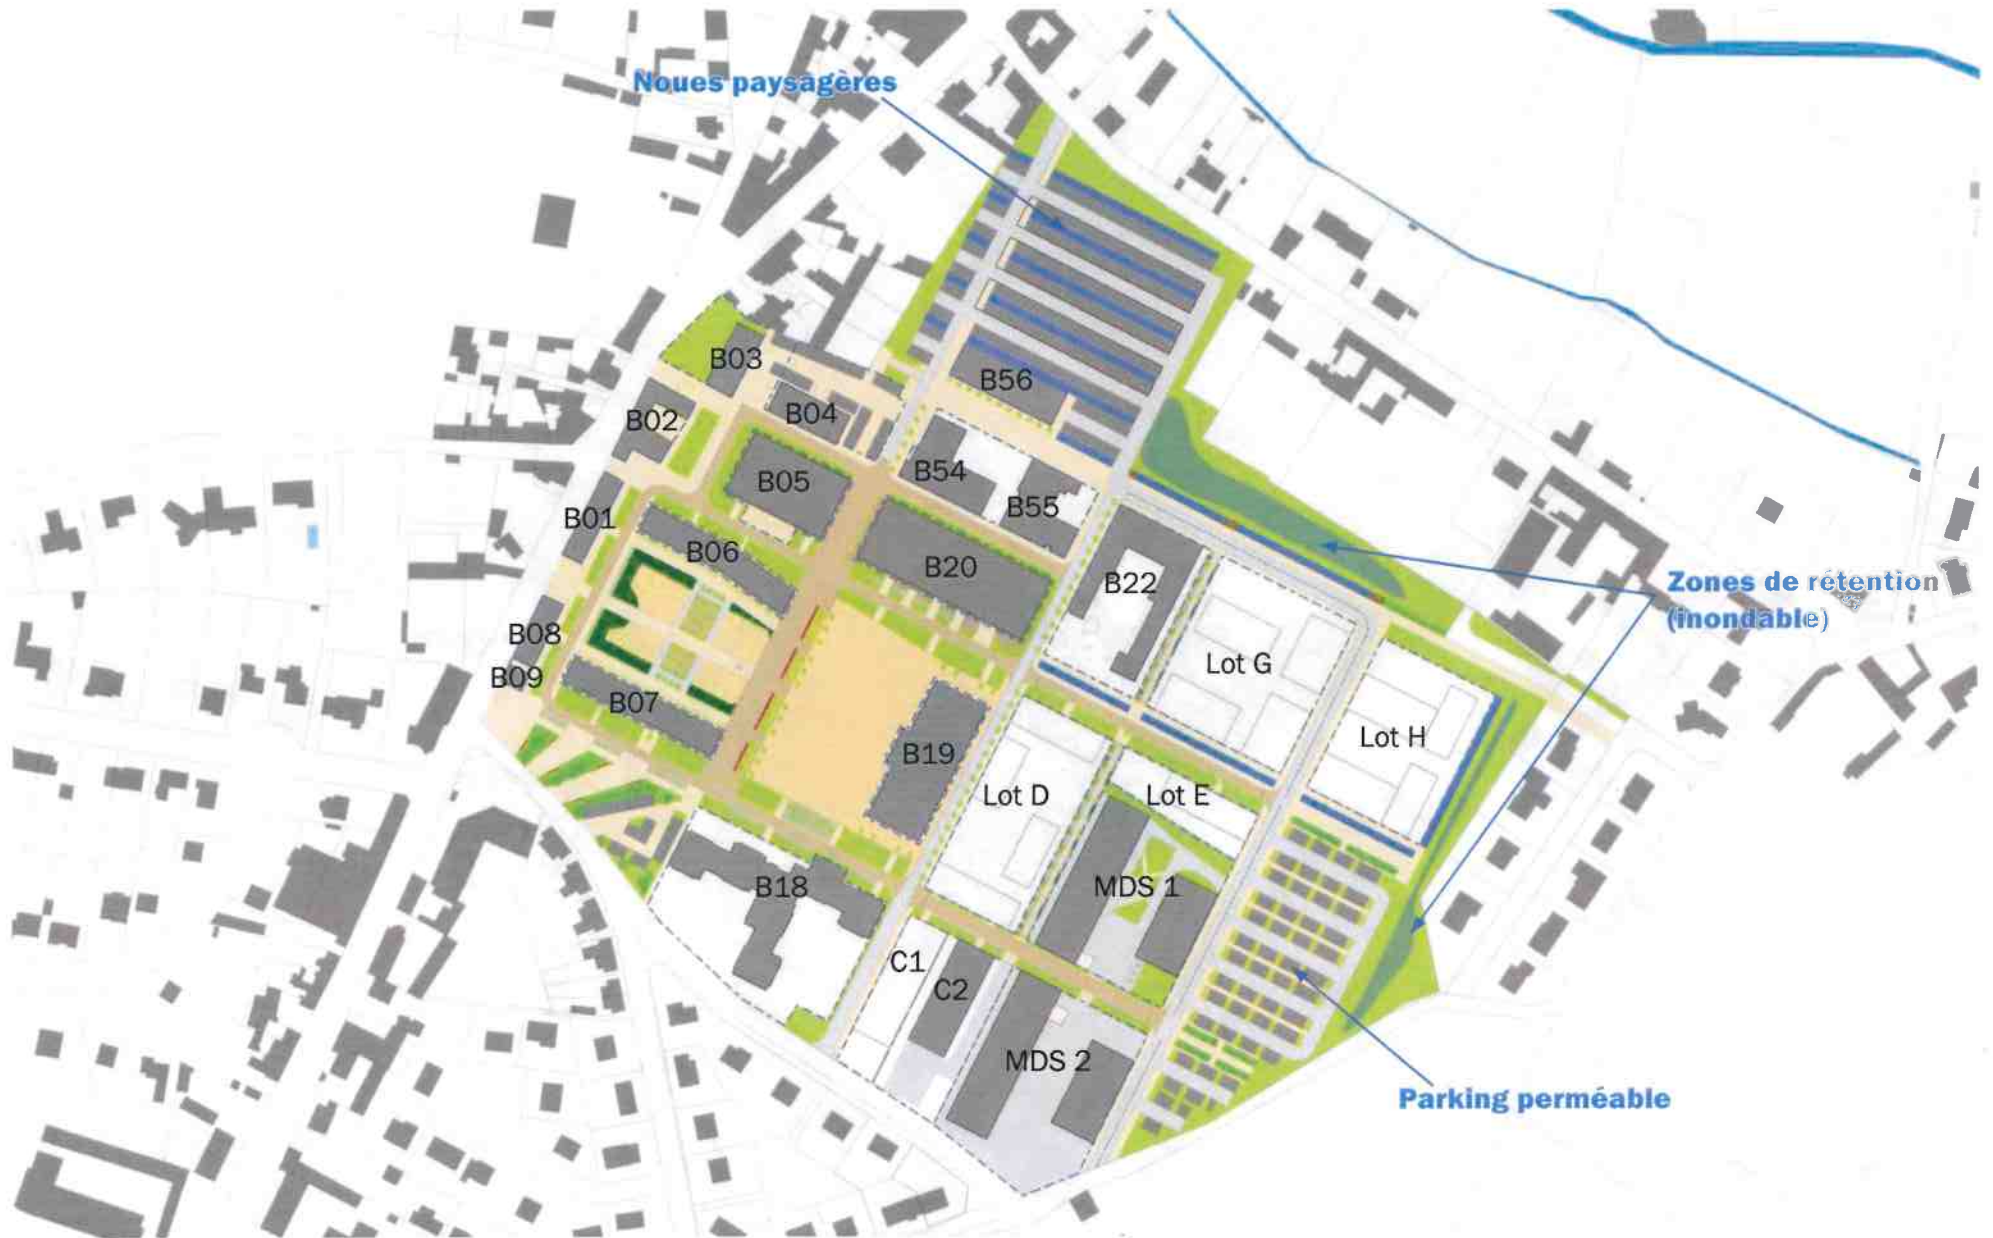 Noues paysagères
B03
B56
B02
B04
B54
B05
B55
B01
B06
B20
B22
Zones de rétention
(inondable)
B08
Lot G
B09
B07
Lot H
B19
Lot D
Lot E
B18
MDS 1
C1
C2
MDS 2
Parking perméable